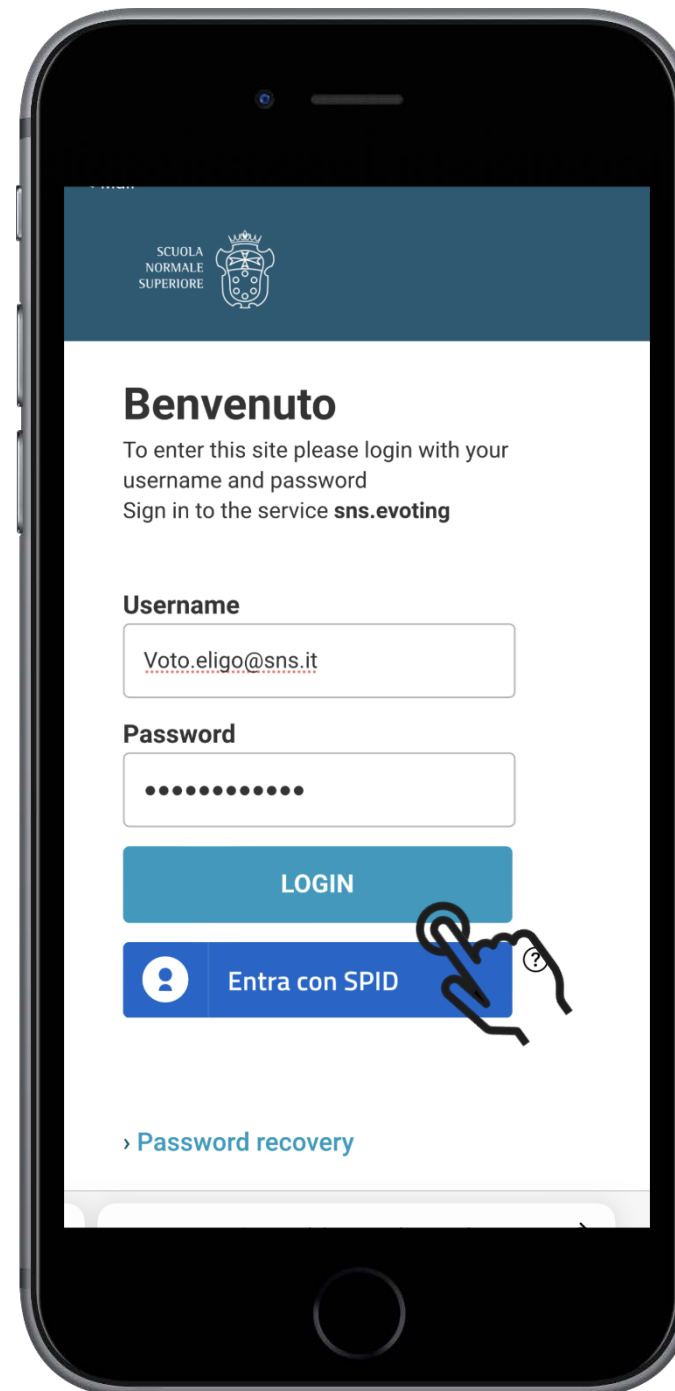 SCUOLA
NORMALE
SUPERIORE
Benvenuto
To enter this site please login with your
username and password
Sign in to the service sns.evoting
Username
Voto.eligo@sns.it
Password
••••••••••••
LOGIN
Entra con SPID
?
› Password recovery